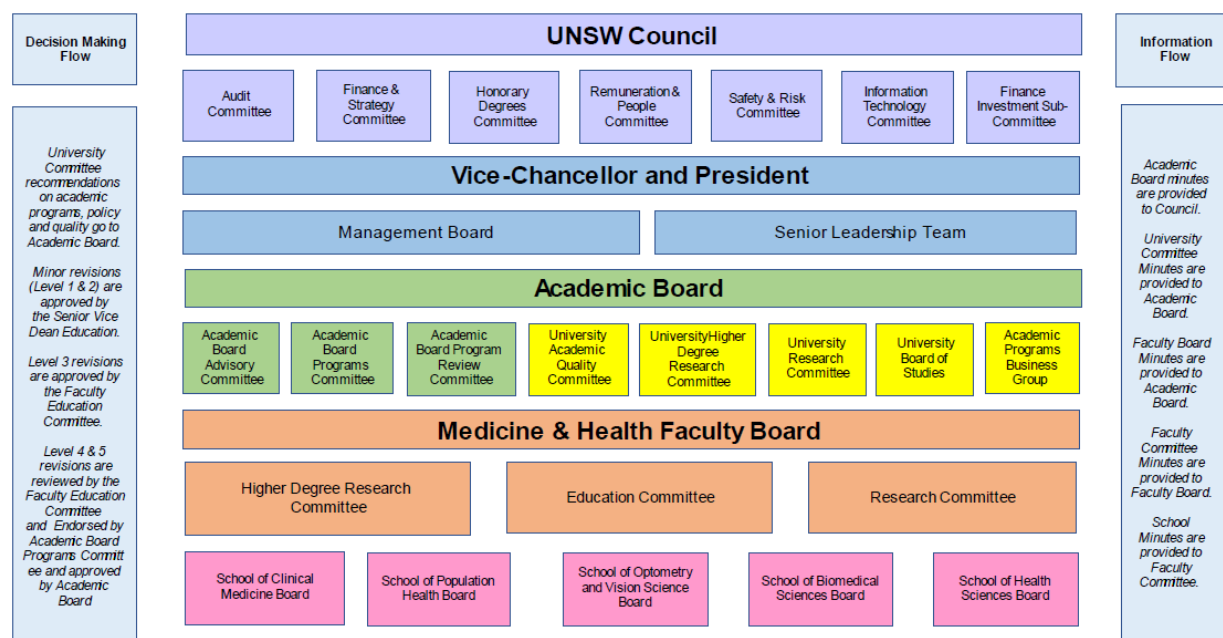 Decision Making
Flow
University
Committee
recommendations
on academic
programs, policy
and quality go to
Academic Board.
Minor revisions
(Level 1 & 2) are
approved by
the Senior Vice
Dean Education.
Level 3 revisions
are approved by
the Faculty
Education
Committee.
Level 4 & 5
revisions are
reviewed by the
Faculty Education
Committee
and Endorsed by
Academic Board
Programs Committ
ee and approved
by Academic
Board
UNSW Council
Audit
Committee
Finance &
Strategy
Committee
Honorary
Degrees
Committee
Remuneration &
People
Committee
Safety & Risk
Committee
Information
Technology
Committee
Finance
Investment Sub-
Committee
Vice-Chancellor and President
Management Board
Senior Leadership Team
Academic Board
Academic
Board
Advisory
Committee
Academic
Board
Programs
Committee
Academic
Board Program
Review
Committee
University
Academic
Quality
Committee
UniversityHigher
Degree
Research
Committee
University
Research
Committee
University
Board of
Studies
Academic
Programs
Business
Group
Medicine & Health Faculty Board
Higher Degree Research
Committee
Education Committee
Research Committee
School of Clinical
Medicine Board
School of Population
Health Board
School of Optometry
and Vision Science
Board
School of Biomedical
Sciences Board
School of Health
Sciences Board
Information
Flow
Academic
Board minutes
are provided
to Council.
University
Committee
Minutes are
provided to
Academic
Board.
Faculty Board
Minutes are
provided to
Academic
Board.
Faculty
Committee
Minutes are
provided to
Faculty Board.
School
Minutes are
provided to
Faculty
Committee.